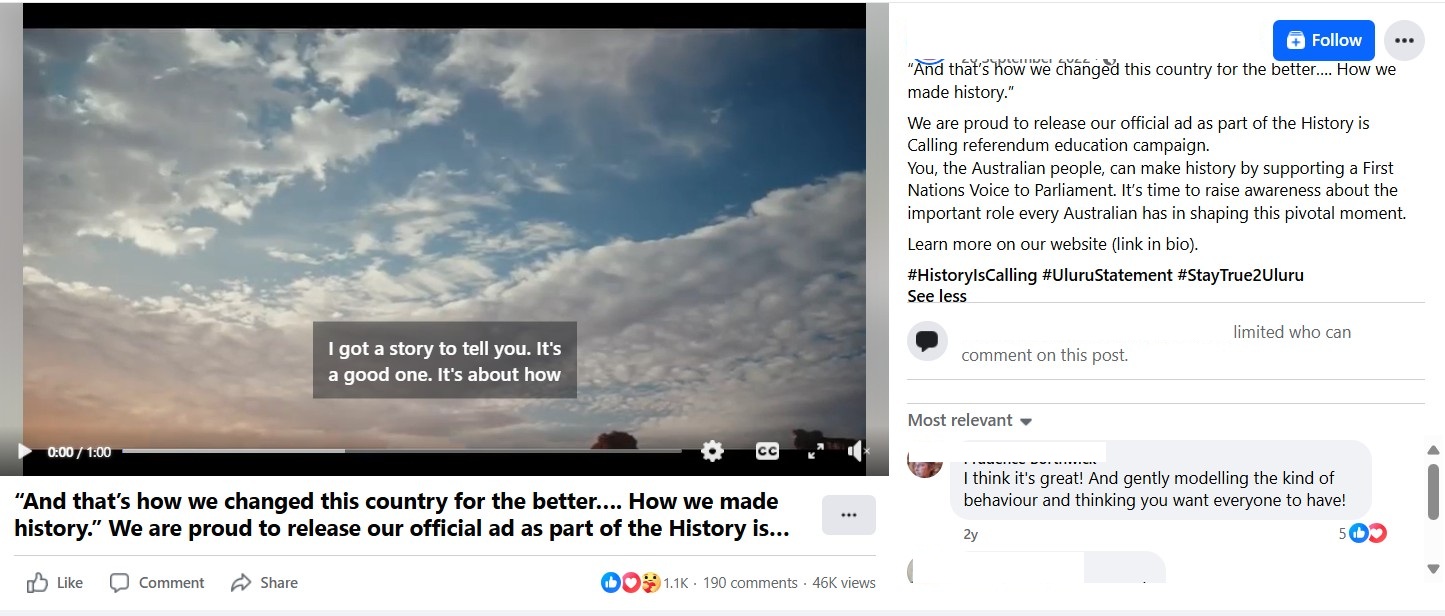 I got a story to tell you. It's
a good one. It's about how
0:00 / 1:00
CC
“And that’s how we changed this country for the better.... How we made
history.” We are proud to release our official ad as part of the History is...
Like
Comment
Share
1.1K · 190 comments · 46K views
Follow
“And that’s how we changed this country for the better.... How we
made history.”
We are proud to release our official ad as part of the History is
Calling referendum education campaign.
You, the Australian people, can make history by supporting a First
Nations Voice to Parliament. It’s time to raise awareness about the
important role every Australian has in shaping this pivotal moment.
Learn more on our website (link in bio).
#HistoryIsCalling #UluruStatement #StayTrue2Uluru
See less
limited who can
comment on this post.
Most relevant
I think it's great! And gently modelling the kind of
behaviour and thinking you want everyone to have!
2y
5